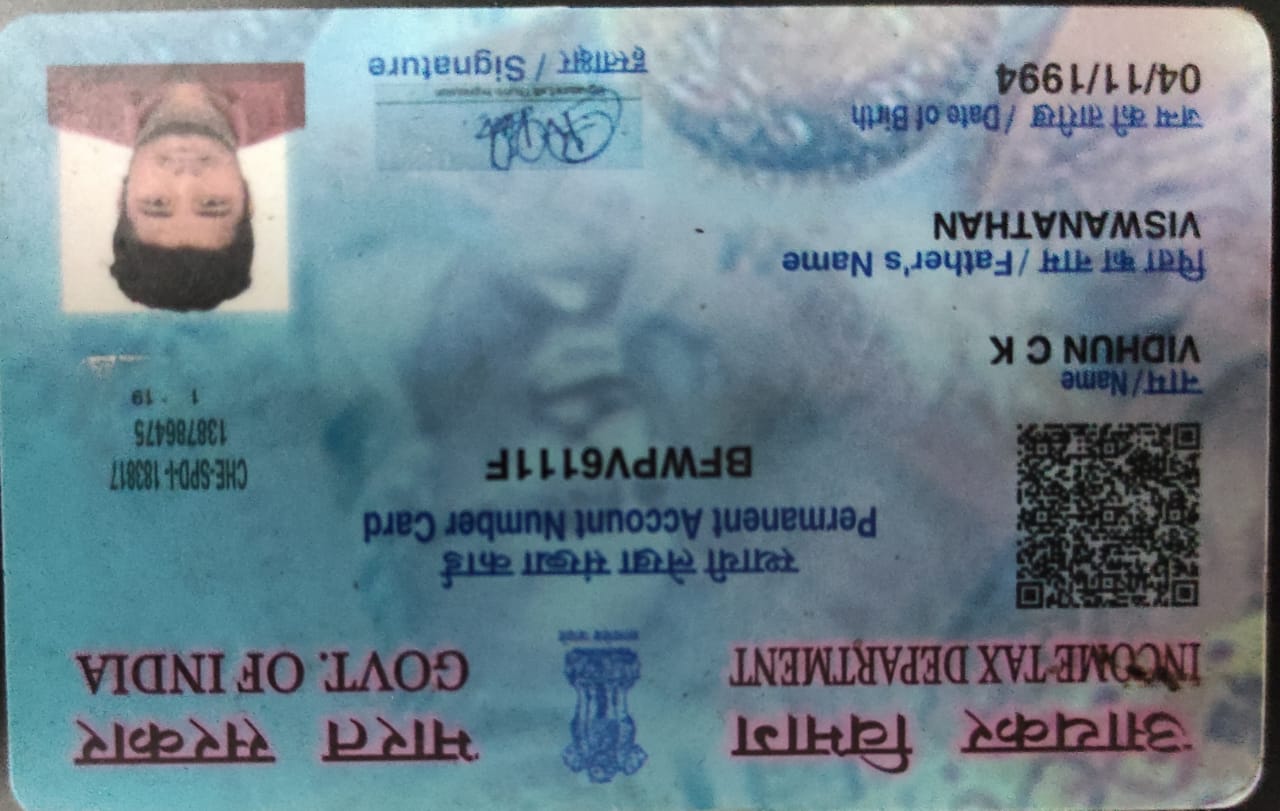 आयकर विभाग
INCOME TAX DEPARTMENT
सत्यमेव जयते
भारत सरकार
GOVT. OF INDIA
स्थायी लेखा संख्या कार्ड
Permanent Account Number Card
BFWPV6111F
CHE-SPD-I- 183817
138786475
1 19
नाम/Name
VIDHUN C K
पिता का नाम /Father's Name
VISWANATHAN
जन्म की तारीख /Date of Birth
04/11/1994
हस्ताक्षर / Signature